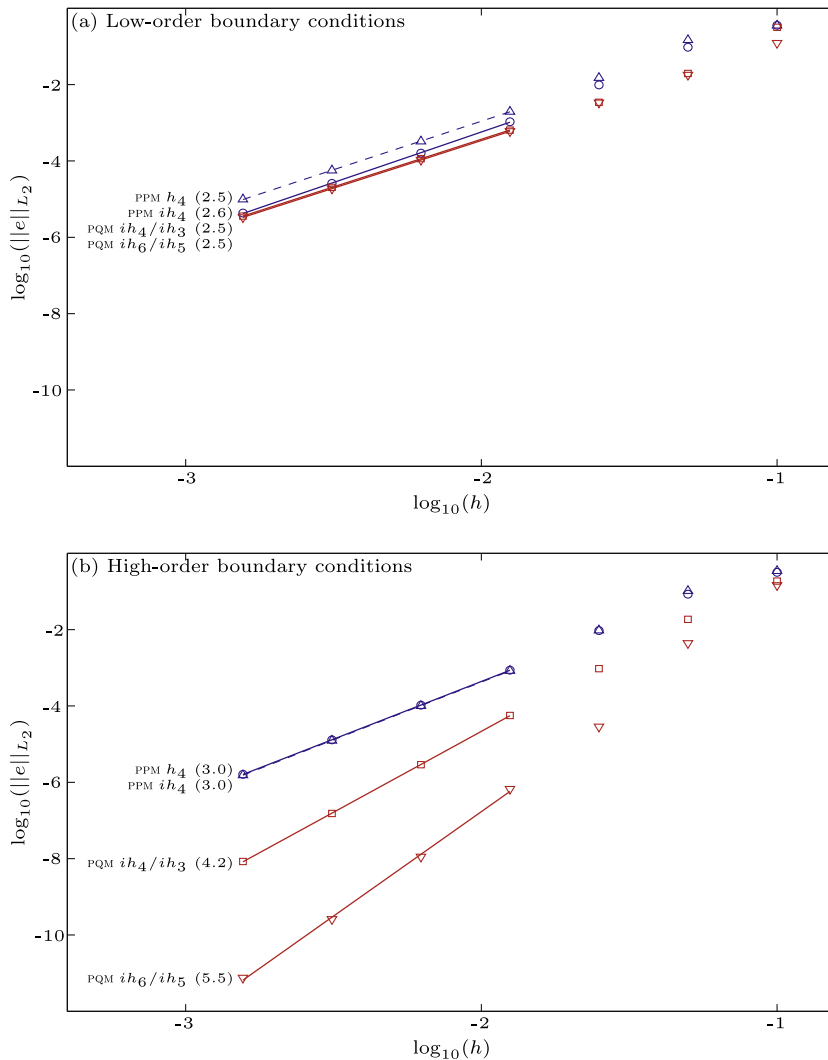 (a) Low-order boundary conditions
-2
-4
-6
-8
-10
log10(||e||L2)
PPM h4 (2.5)
PPM ih4 (2.6)
PQM ih4/ih3 (2.5)
PQM ih6/ih5 (2.5)
-3
-2
-1
log10(h)
(b) High-order boundary conditions
-2
-4
-6
-8
-10
log10(||e||L2)
PPM h4 (3.0)
PPM ih4 (3.0)
PQM ih4/ih3 (4.2)
PQM ih6/ih5 (5.5)
-3
-2
-1
log10(h)